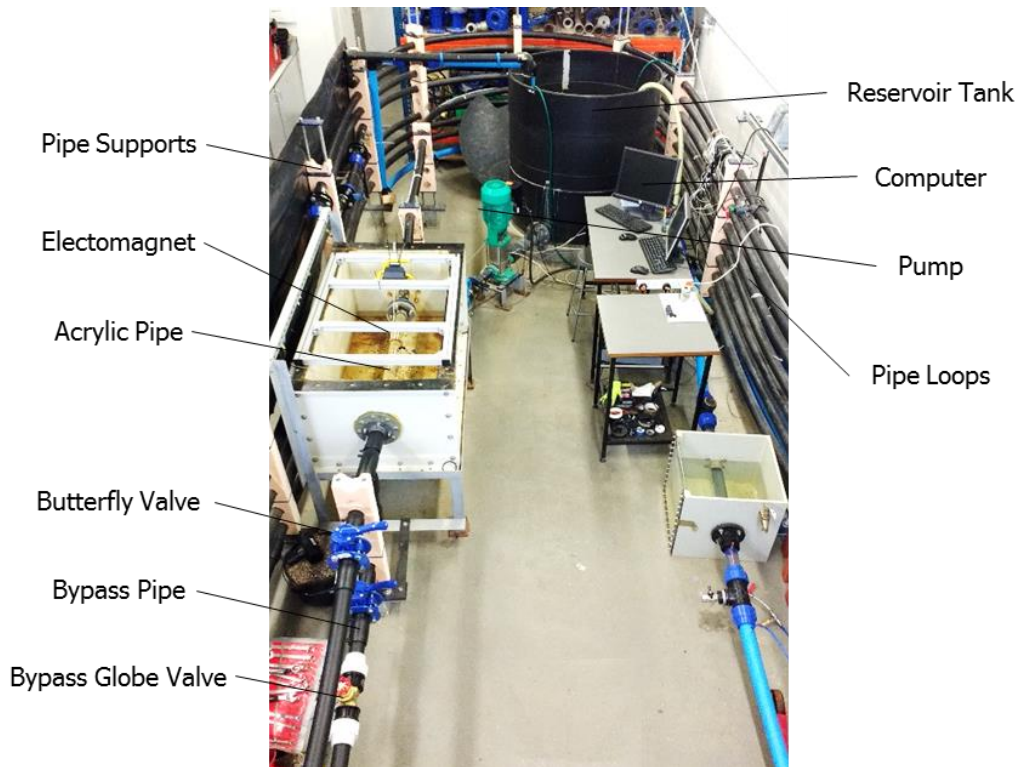 Reservoir Tank
Pipe Supports
Computer
Electomagnet
Pump
Acrylic Pipe
Pipe Loops
Butterfly Valve
Bypass Pipe
Bypass Globe Valve